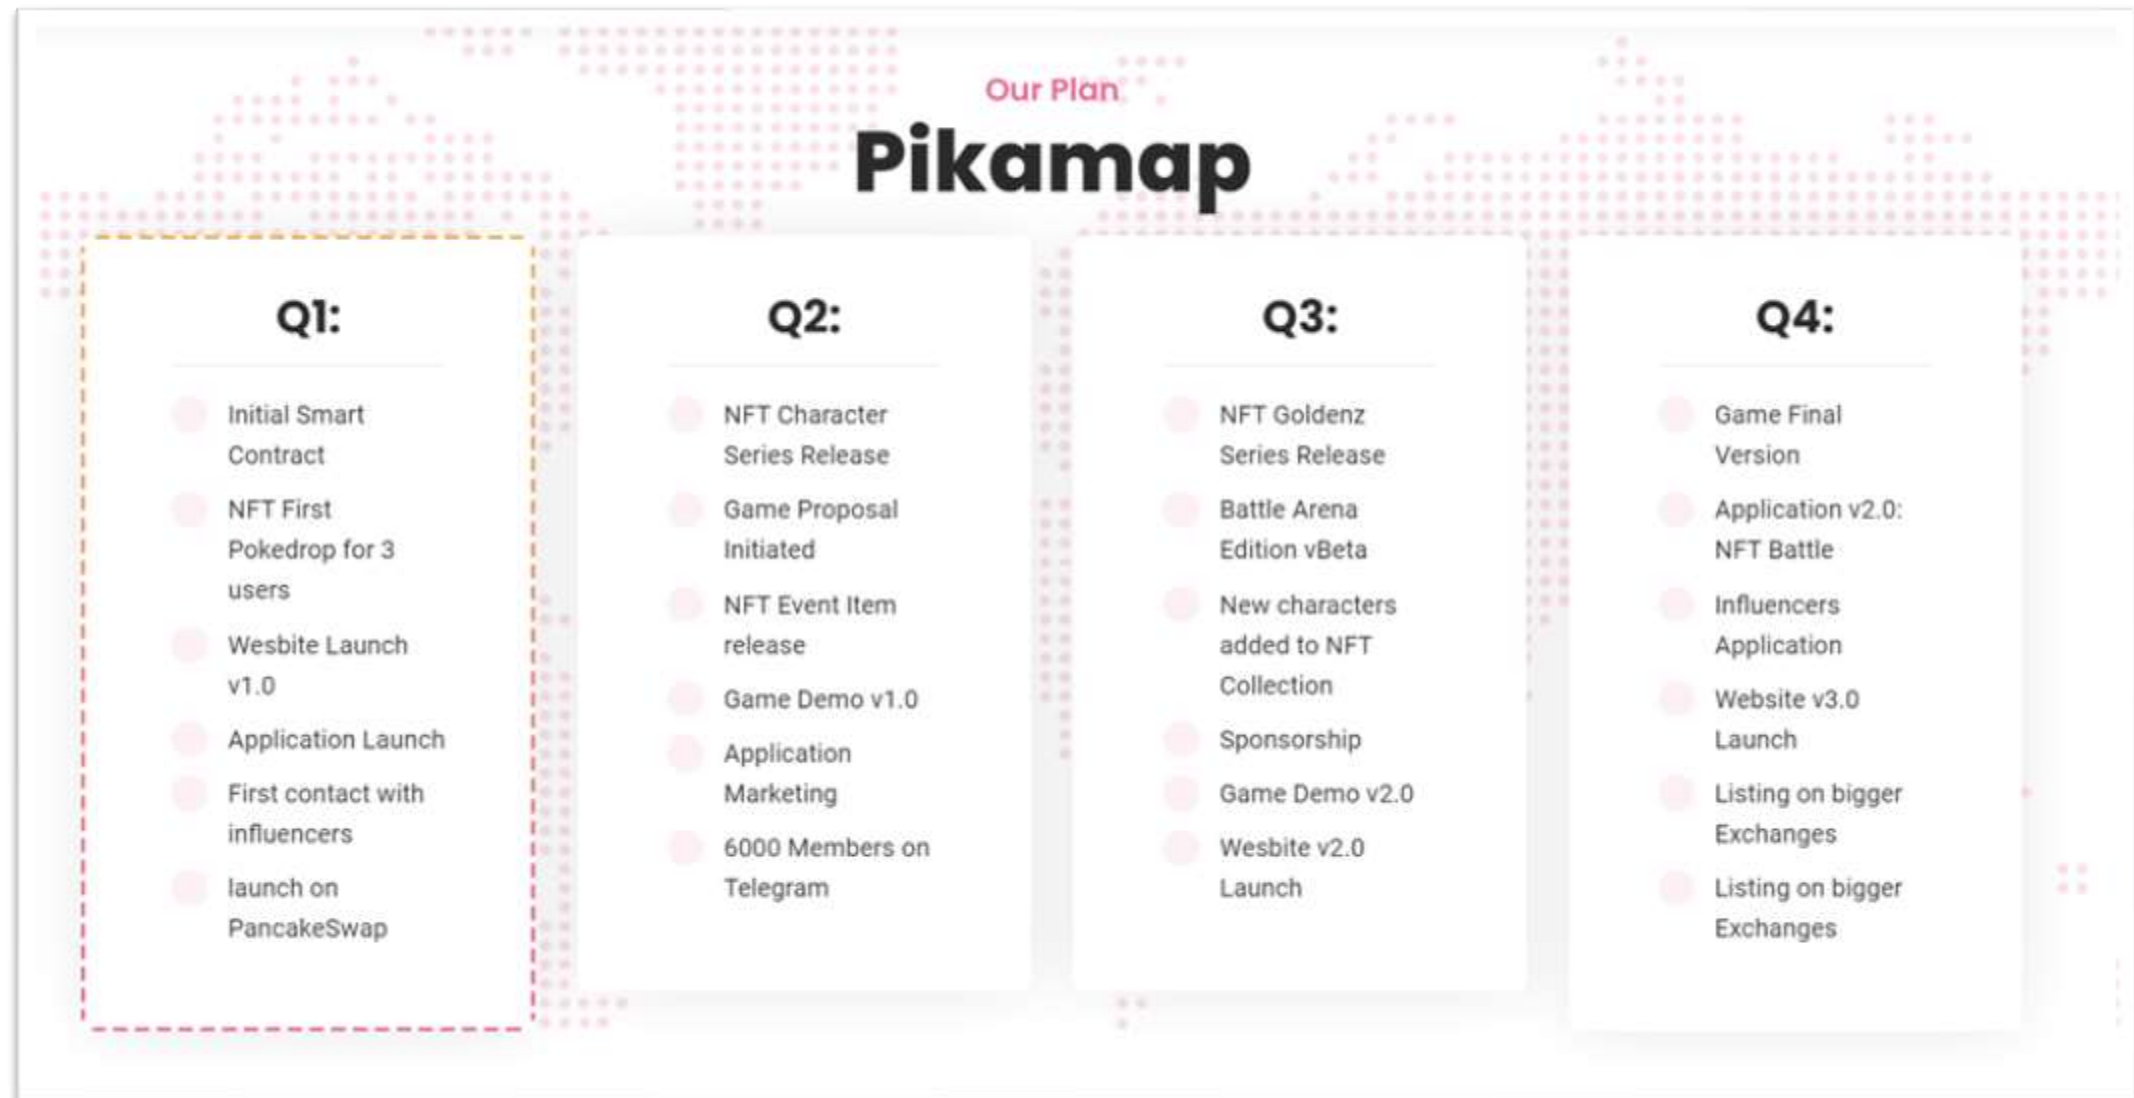 Our Plan
Pikamap
Q1:
Initial Smart
Contract
NFT First
Pokedrop for 3
users
Wesbite Launch
v1.0
Application Launch
First contact with
influencers
launch on
PancakeSwap
Q2:
NFT Character
Series Release
Game Proposal
Initiated
NFT Event Item
release
Game Demo v1.0
Application
Marketing
6000 Members on
Telegram
Q3:
NFT Goldenz
Series Release
Battle Arena
Edition vBeta
New characters
added to NFT
Collection
Sponsorship
Game Demo v2.0
Wesbite v2.0
Launch
Q4:
Game Final
Version
Application v2.0:
NFT Battle
Influencers
Application
Website v3.0
Launch
Listing on bigger
Exchanges
Listing on bigger
Exchanges